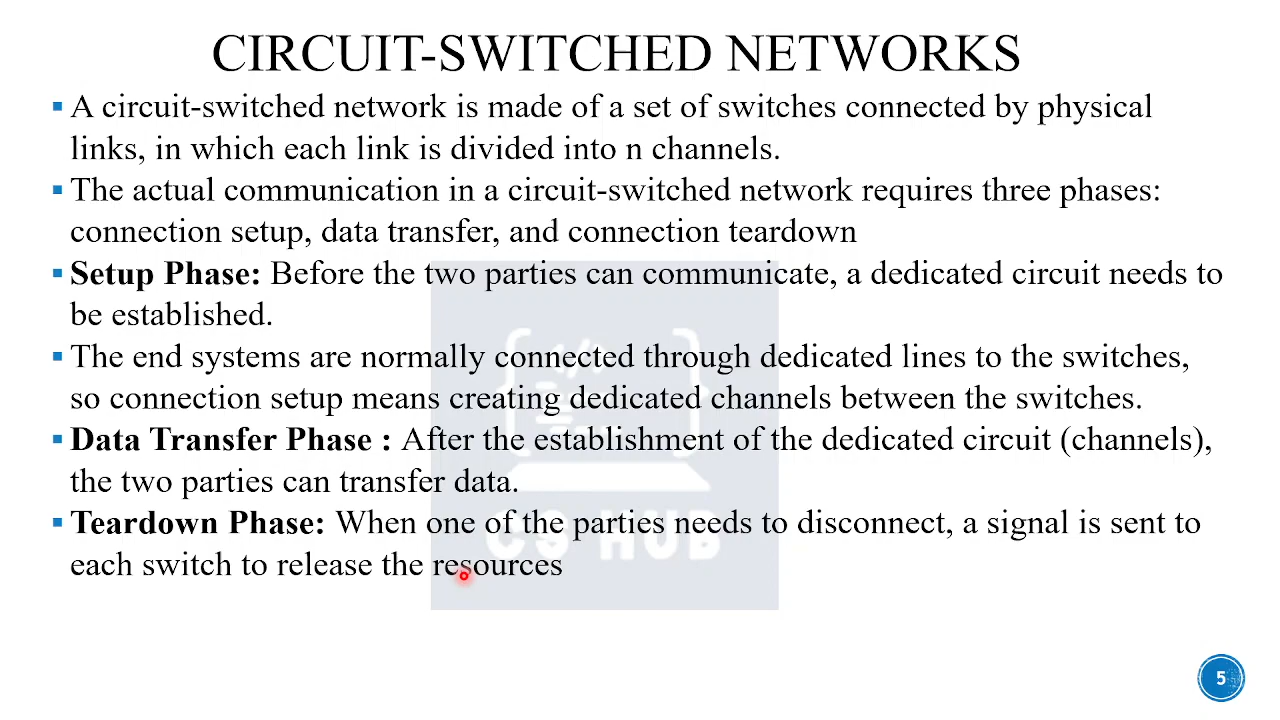 CIRCUIT-SWITCHED NETWORKS
▪ A circuit-switched network is made of a set of switches connected by physical
links, in which each link is divided into n channels.
▪ The actual communication in a circuit-switched network requires three phases:
connection setup, data transfer, and connection teardown
▪ Setup Phase: Before the two parties can communicate, a dedicated circuit needs to
be established.
▪ The end systems are normally connected through dedicated lines to the switches,
so connection setup means creating dedicated channels between the switches.
▪ Data Transfer Phase : After the establishment of the dedicated circuit (channels),
the two parties can transfer data.
▪ Teardown Phase: When one of the parties needs to disconnect, a signal is sent to
each switch to release the resources
CS HUB
5